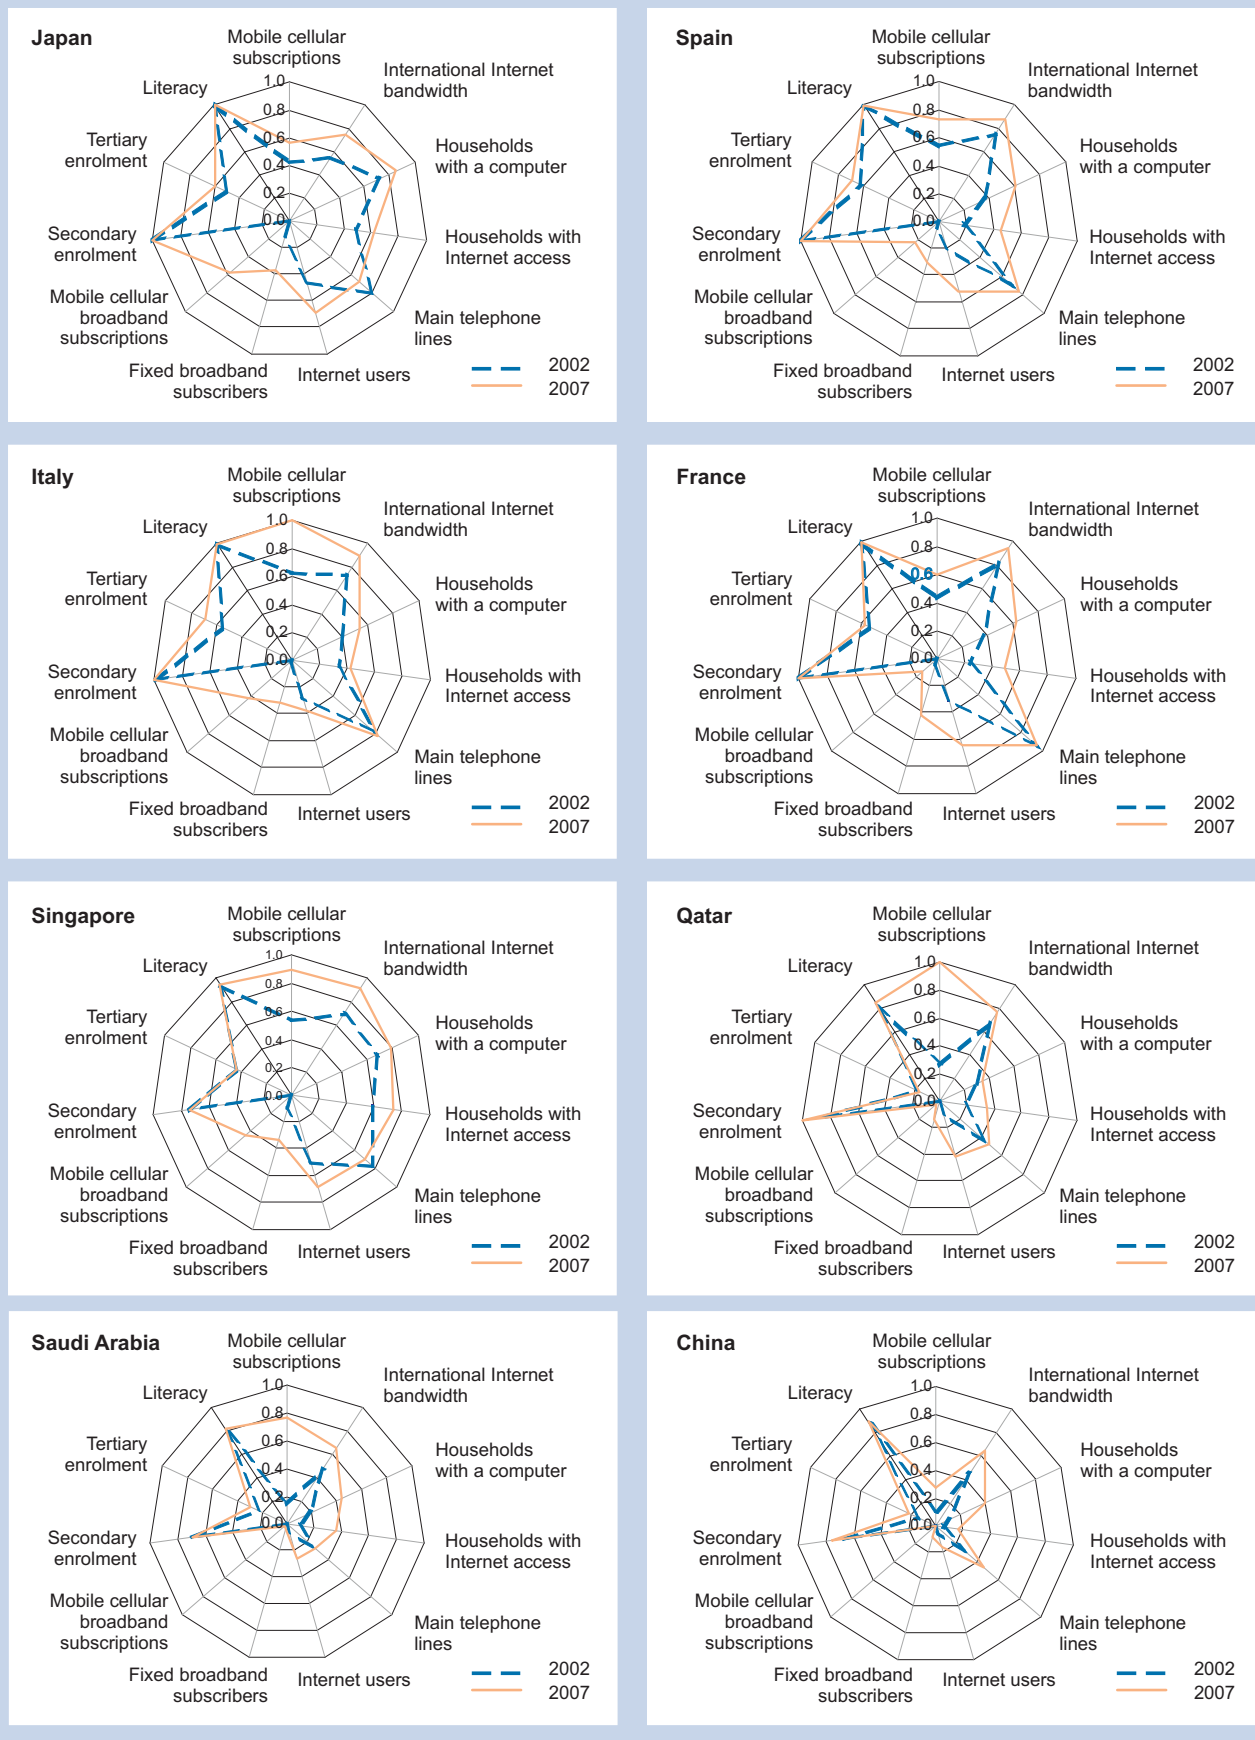 Japan
Mobile cellular
subscriptions
International Internet
bandwidth
Households
with a computer
Households with
Internet access
Main telephone
lines
Internet users
Fixed broadband
subscribers
Mobile cellular
broadband
subscriptions
Secondary
enrolment
Tertiary
enrolment
Literacy
1.0
0.8
0.6
0.4
0.2
0.0
2002
2007
Spain
Mobile cellular
subscriptions
International Internet
bandwidth
Households
with a computer
Households with
Internet access
Main telephone
lines
Internet users
Fixed broadband
subscribers
Mobile cellular
broadband
subscriptions
Secondary
enrolment
Tertiary
enrolment
Literacy
1.0
0.8
0.6
0.4
0.2
0.0
2002
2007
Italy
Mobile cellular
subscriptions
International Internet
bandwidth
Households
with a computer
Households with
Internet access
Main telephone
lines
Internet users
Fixed broadband
subscribers
Mobile cellular
broadband
subscriptions
Secondary
enrolment
Tertiary
enrolment
Literacy
1.0
0.8
0.6
0.4
0.2
0.0
2002
2007
France
Mobile cellular
subscriptions
International Internet
bandwidth
Households
with a computer
Households with
Internet access
Main telephone
lines
Internet users
Fixed broadband
subscribers
Mobile cellular
broadband
subscriptions
Secondary
enrolment
Tertiary
enrolment
Literacy
1.0
0.8
0.6
0.4
0.2
0.0
2002
2007
Singapore
Mobile cellular
subscriptions
International Internet
bandwidth
Households
with a computer
Households with
Internet access
Main telephone
lines
Internet users
Fixed broadband
subscribers
Mobile cellular
broadband
subscriptions
Secondary
enrolment
Tertiary
enrolment
Literacy
1.0
0.8
0.6
0.4
0.2
0.0
2002
2007
Qatar
Mobile cellular
subscriptions
International Internet
bandwidth
Households
with a computer
Households with
Internet access
Main telephone
lines
Internet users
Fixed broadband
subscribers
Mobile cellular
broadband
subscriptions
Secondary
enrolment
Tertiary
enrolment
Literacy
1.0
0.8
0.6
0.4
0.2
0.0
2002
2007
Saudi Arabia
Mobile cellular
subscriptions
International Internet
bandwidth
Households
with a computer
Households with
Internet access
Main telephone
lines
Internet users
Fixed broadband
subscribers
Mobile cellular
broadband
subscriptions
Secondary
enrolment
Tertiary
enrolment
Literacy
1.0
0.8
0.6
0.4
0.2
0.0
2002
2007
China
Mobile cellular
subscriptions
International Internet
bandwidth
Households
with a computer
Households with
Internet access
Main telephone
lines
Internet users
Fixed broadband
subscribers
Mobile cellular
broadband
subscriptions
Secondary
enrolment
Tertiary
enrolment
Literacy
1.0
0.8
0.6
0.4
0.2
0.0
2002
2007